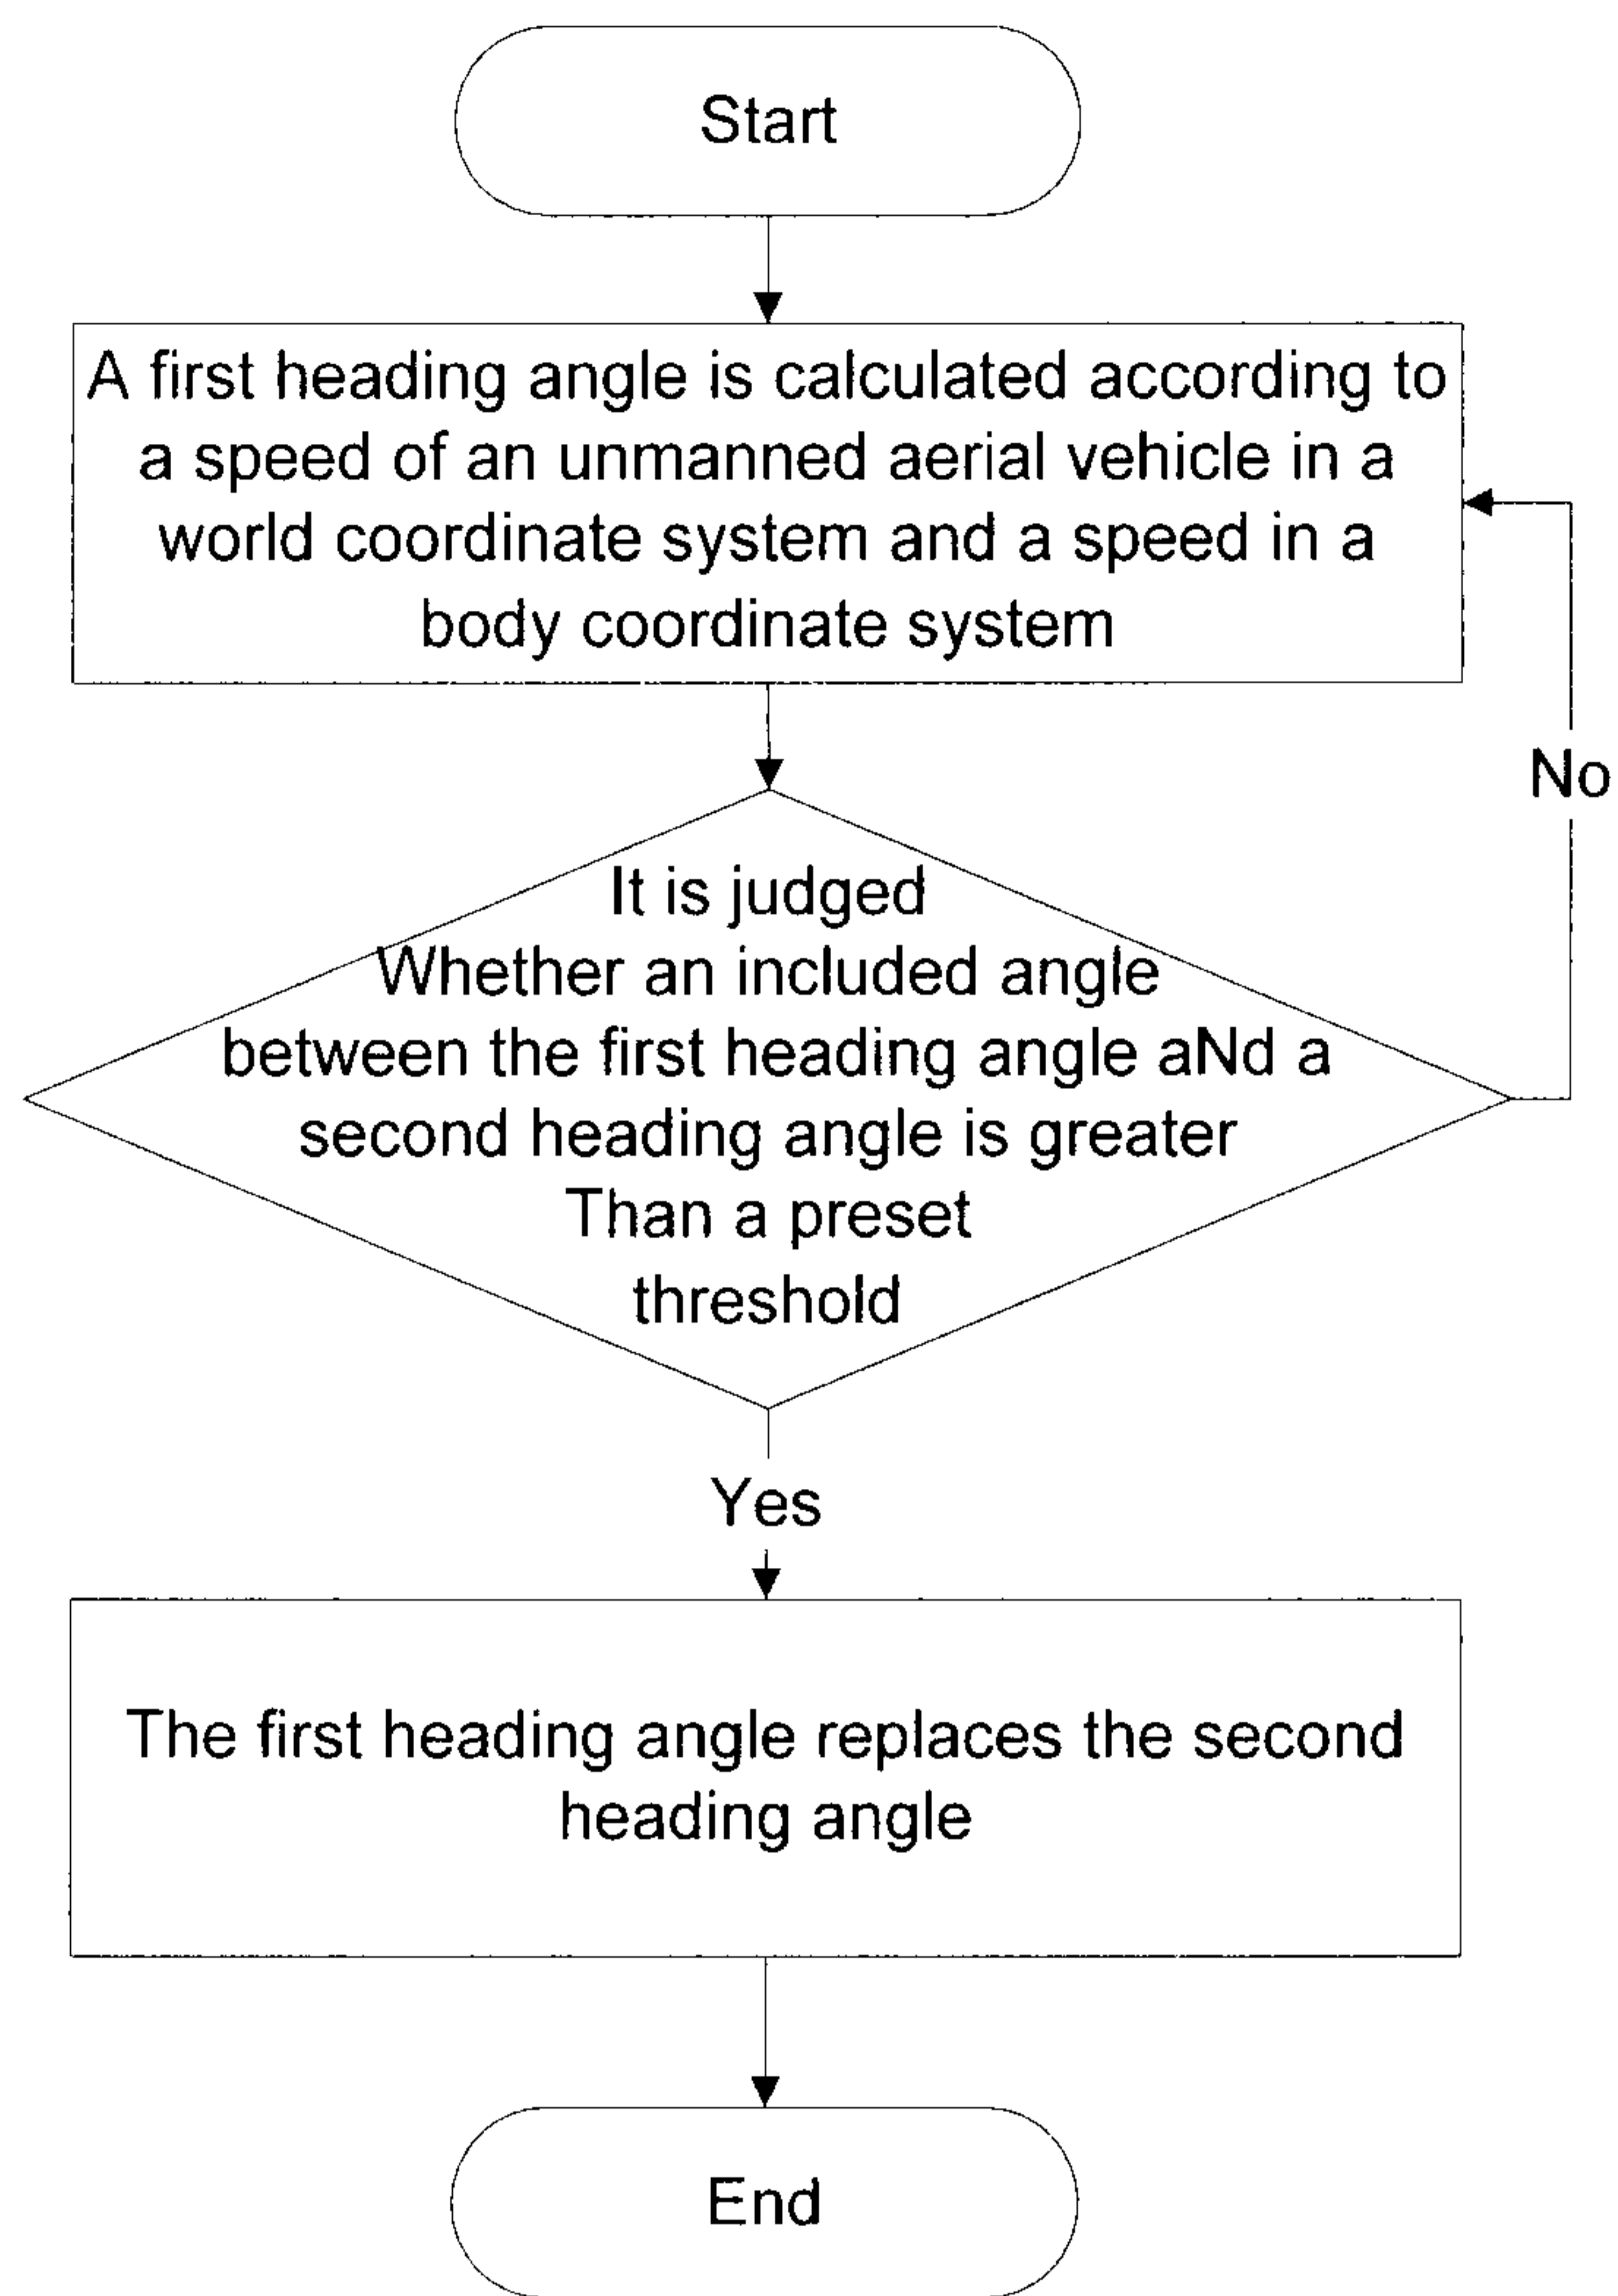 Start
A first heading angle is calculated according to
a speed of an unmanned aerial vehicle in a
world coordinate system and a speed in a
body coordinate system
No
It is judged
Whether an included angle
between the first heading angle aNd a
second heading angle is greater
Than a preset
threshold
Yes
The first heading angle replaces the second
heading angle
End